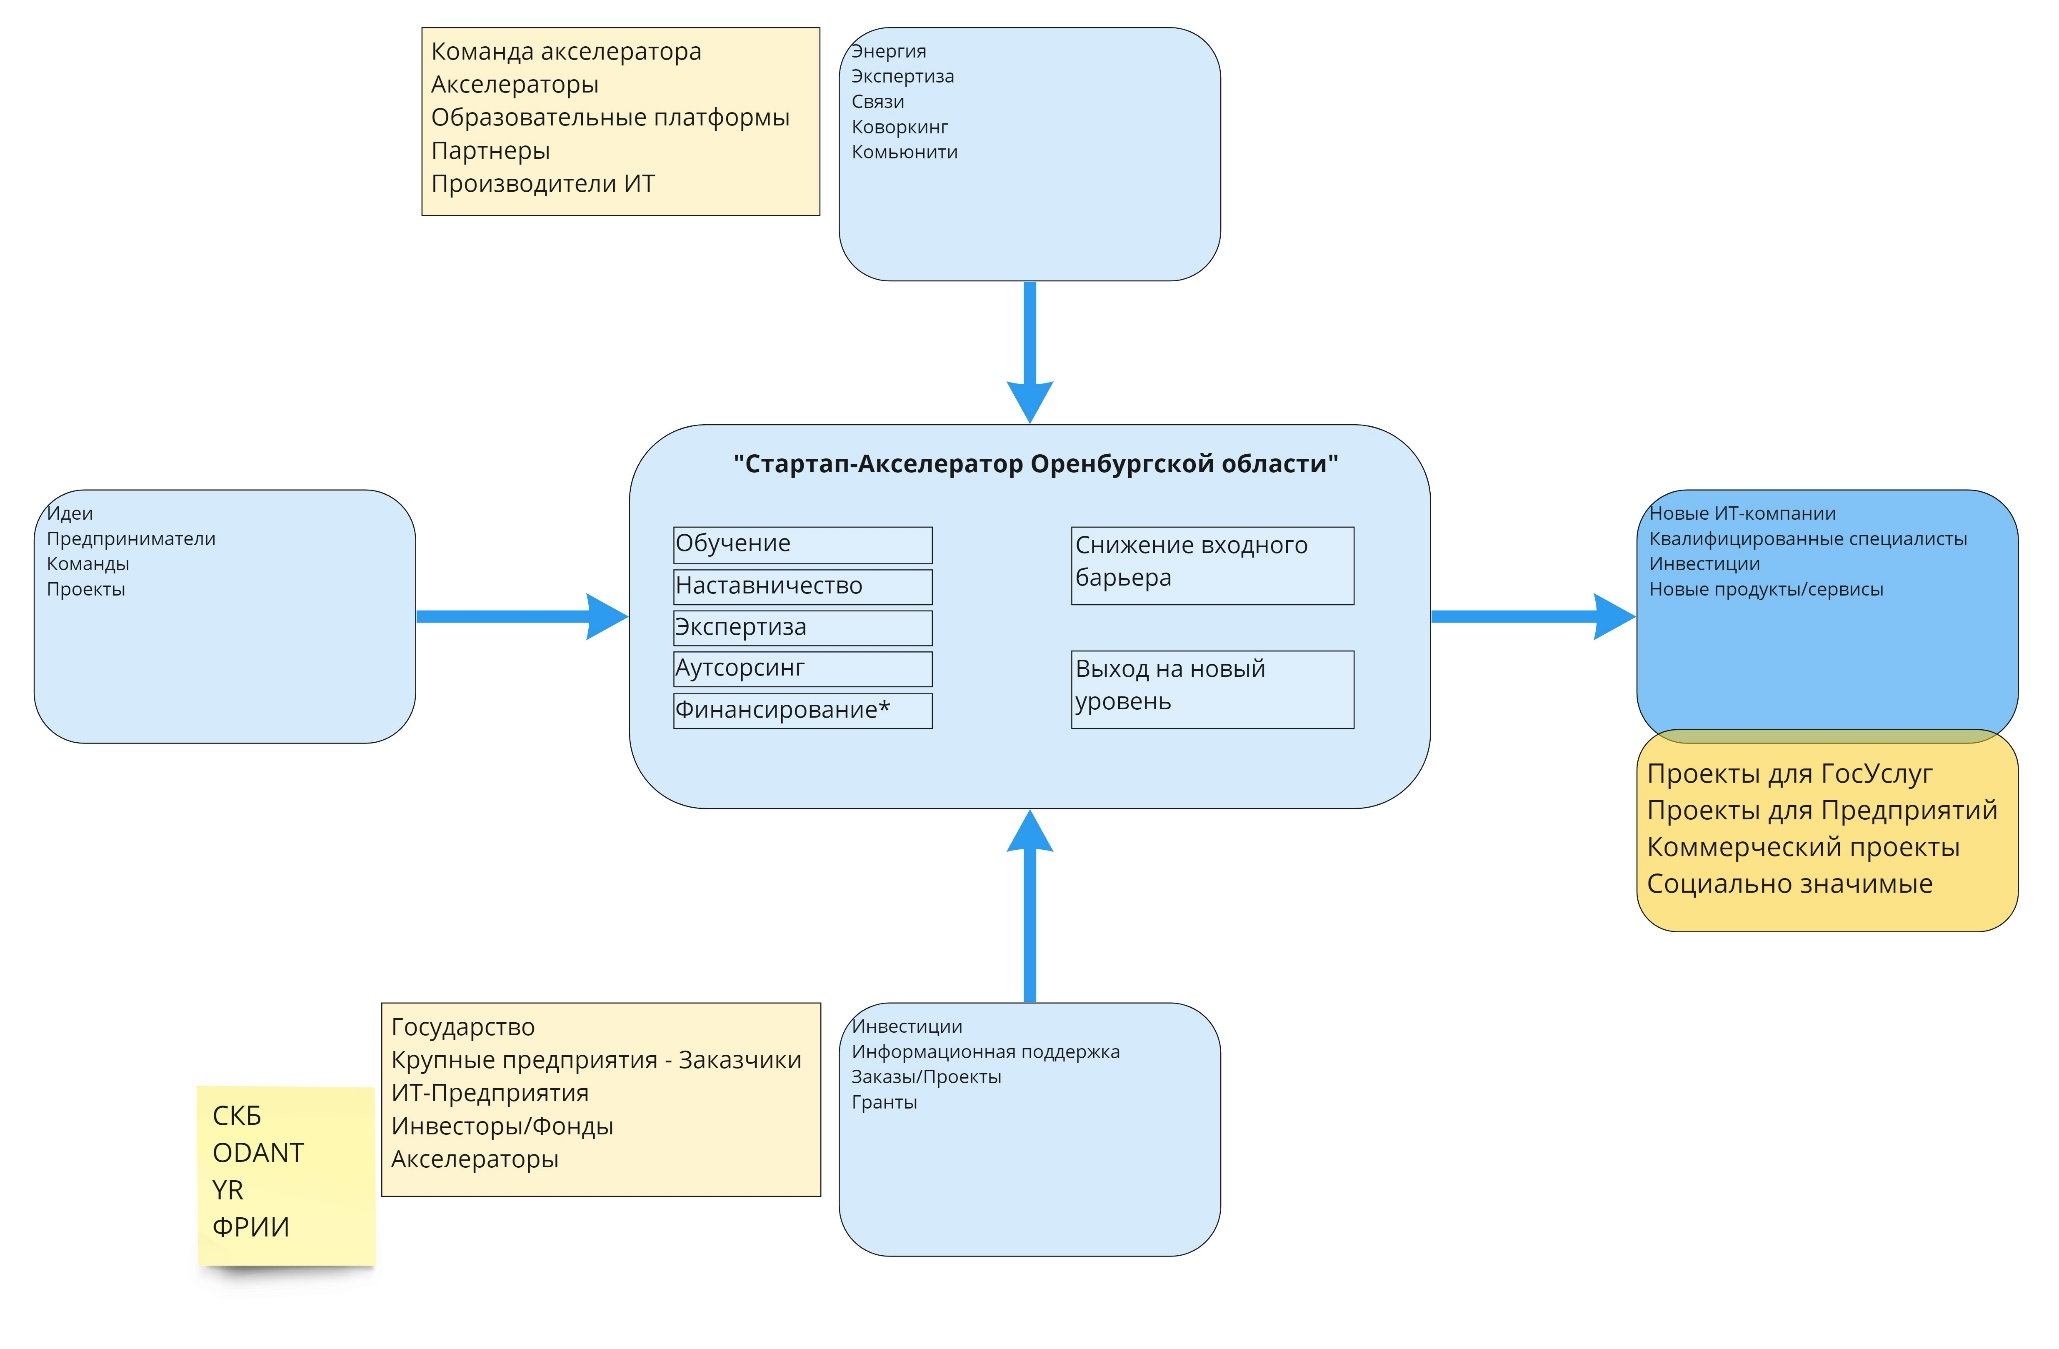 Команда акселератора
Акселераторы
Образовательные платформы
Партнеры
Производители ИТ
Энергия
Экспертиза
Связи
Коворкинг
Комьюнити
Идеи
Предприниматели
Команды
Проекты
"Стартап-Акселератор Оренбургской области"
Обучение
Наставничество
Экспертиза
Аутсорсинг
Финансирование*
Снижение входного
барьера
Выход на новый
уровень
Новые ИТ-компании
Квалифицированные специалисты
Инвестиции
Новые продукты/сервисы
Проекты для ГосУслуг
Проекты для Предприятий
Коммерческий проекты
Социально значимые
СКБ
ODANT
YR
ФРИИ
Государство
Крупные предприятия - Заказчики
ИТ-Предприятия
Инвесторы/Фонды
Акселераторы
Инвестиции
Информационная поддержка
Заказы/Проекты
Гранты